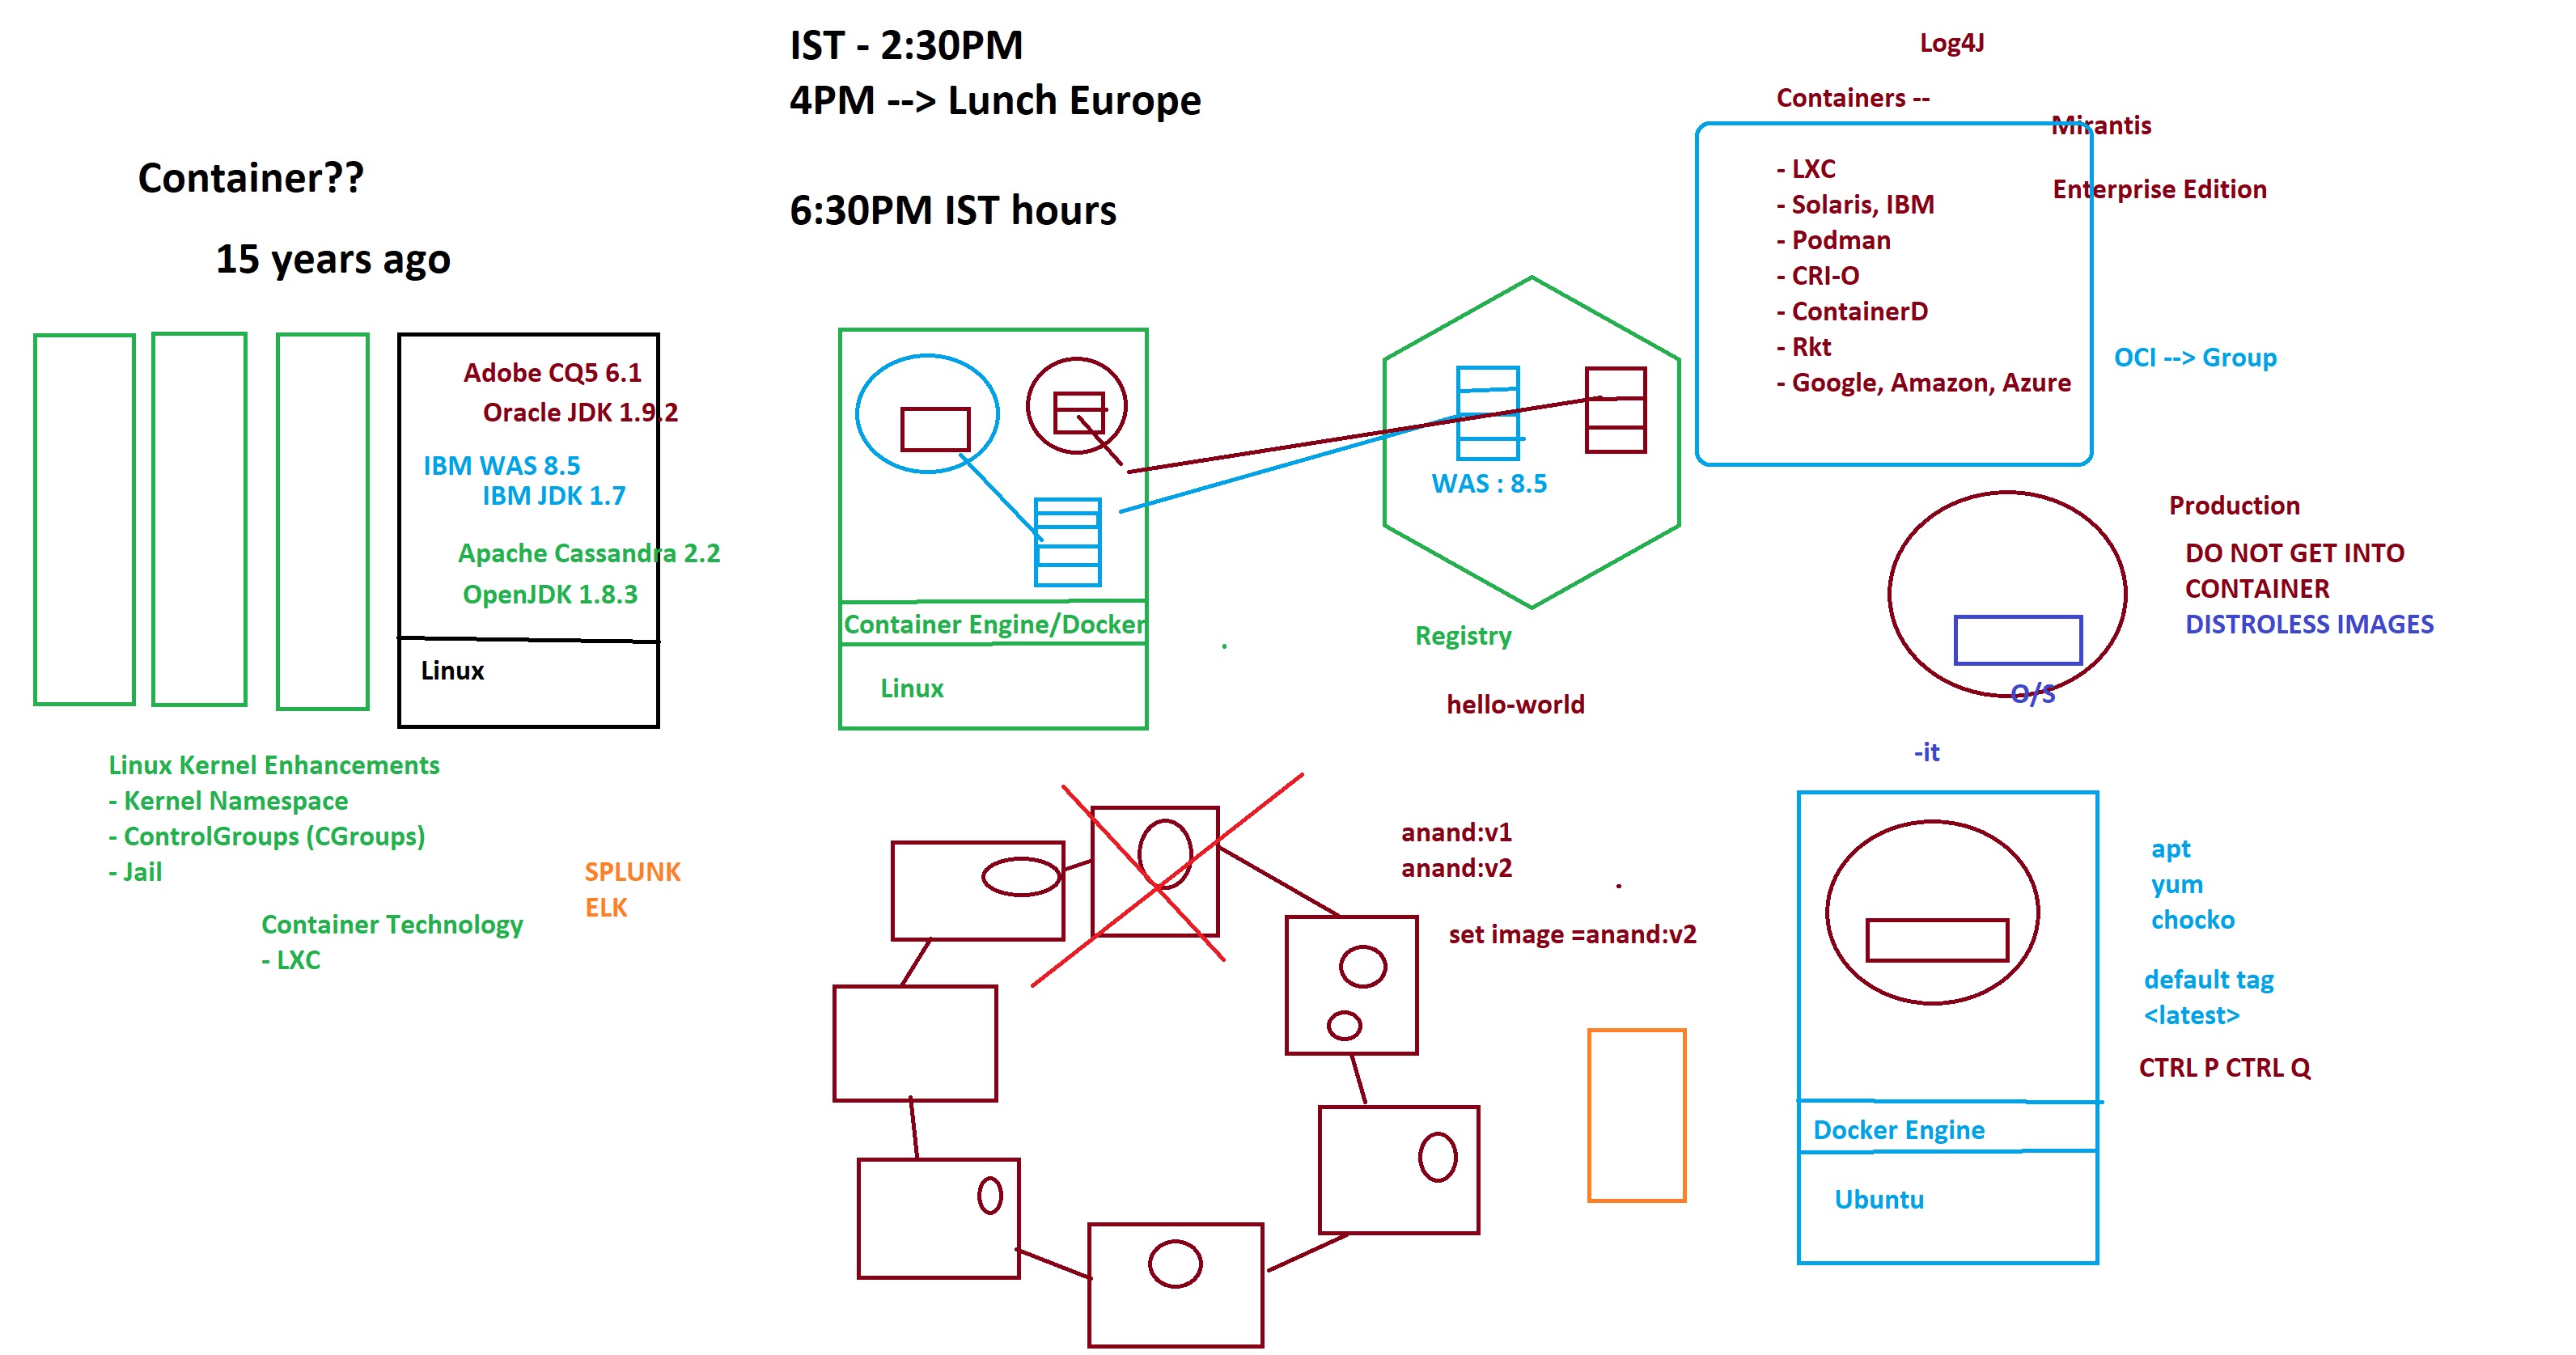 IST - 2:30PM
4PM --> Lunch Europe
6:30PM IST hours
Container??
15 years ago
Adobe CQ5 6.1
Oracle JDK 1.9.2
IBM WAS 8.5
IBM JDK 1.7
Apache Cassandra 2.2
OpenJDK 1.8.3
Linux
Linux Kernel Enhancements
- Kernel Namespace
- ControlGroups (CGroups)
- Jail
Container Technology
- LXC
SPLUNK
ELK
Container Engine/Docker
Linux
WAS : 8.5
Registry
hello-world
anand:v1
anand:v2
set image =anand:v2
Log4J
Containers --
Mirantis
Enterprise Edition
- LXC
- Solaris, IBM
- Podman
- CRI-O
- ContainerD
- Rkt
- Google, Amazon, Azure
OCI --> Group
Production
DO NOT GET INTO
CONTAINER
DISTROLESS IMAGES
O/S
-it
apt
yum
chocko
default tag
<latest>
CTRL P CTRL Q
Docker Engine
Ubuntu